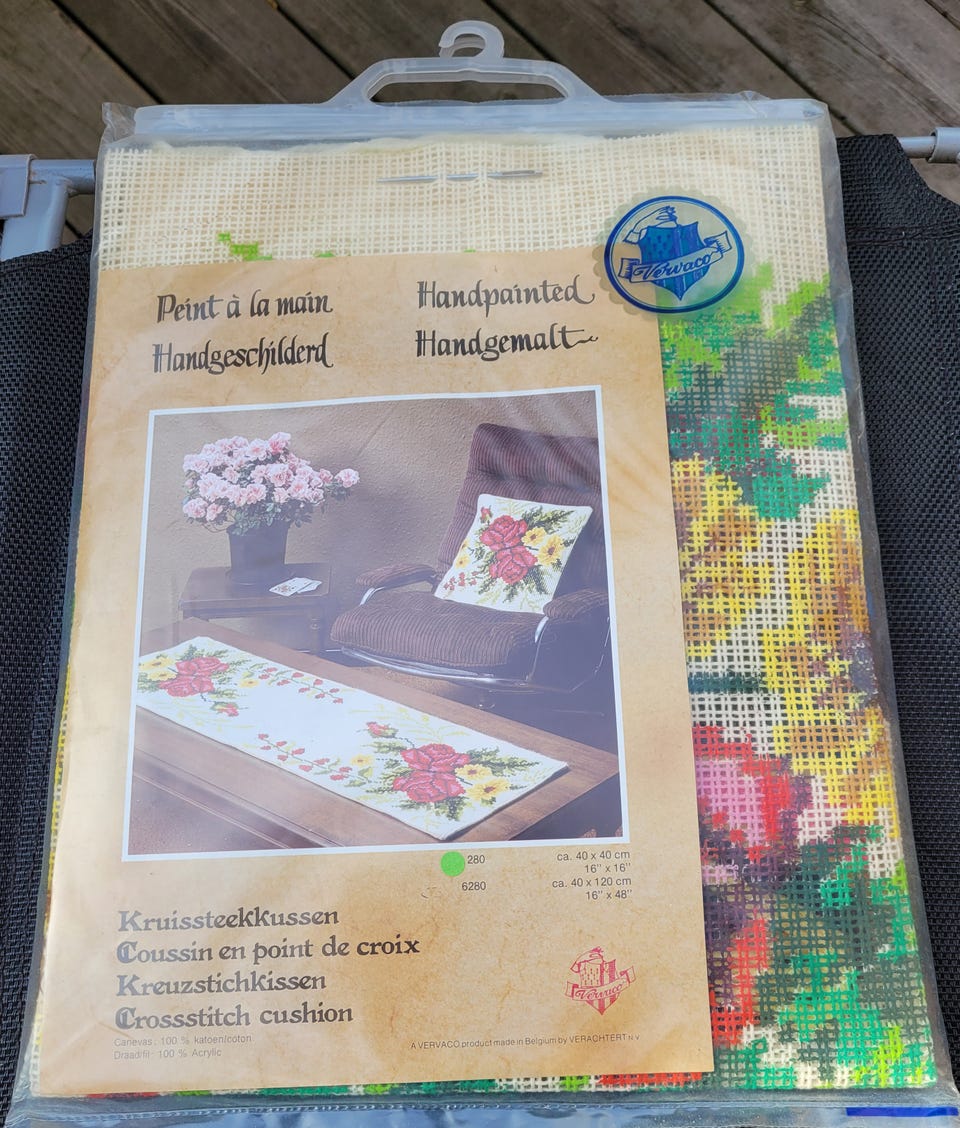 Vervaco
Peint à la main
Handpainted
Handgeschilderd
Handgemalt
280
ca. 40 x 40 cm
16" x 16"
6280
ca. 40 x 120 cm
16" x 48"
Kruissteekkussen
Coussin en point de croix
Kreuzstichkissen
Crossstitch cushion
Canevas: 100 % katoen/coton
Draad/fil: 100 % Acrylic
Vervaco
A VERVACO product made in Belgium by VERACHTERT N V